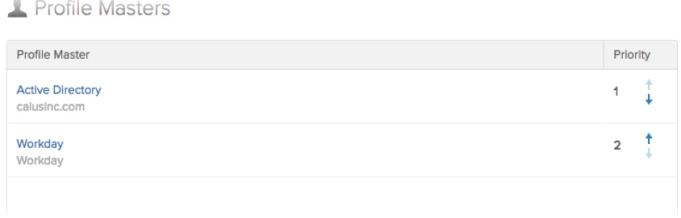 Profile Masters
Profile Master Priority
Active Directory 1
calusinc.com
Workday 2
Workday